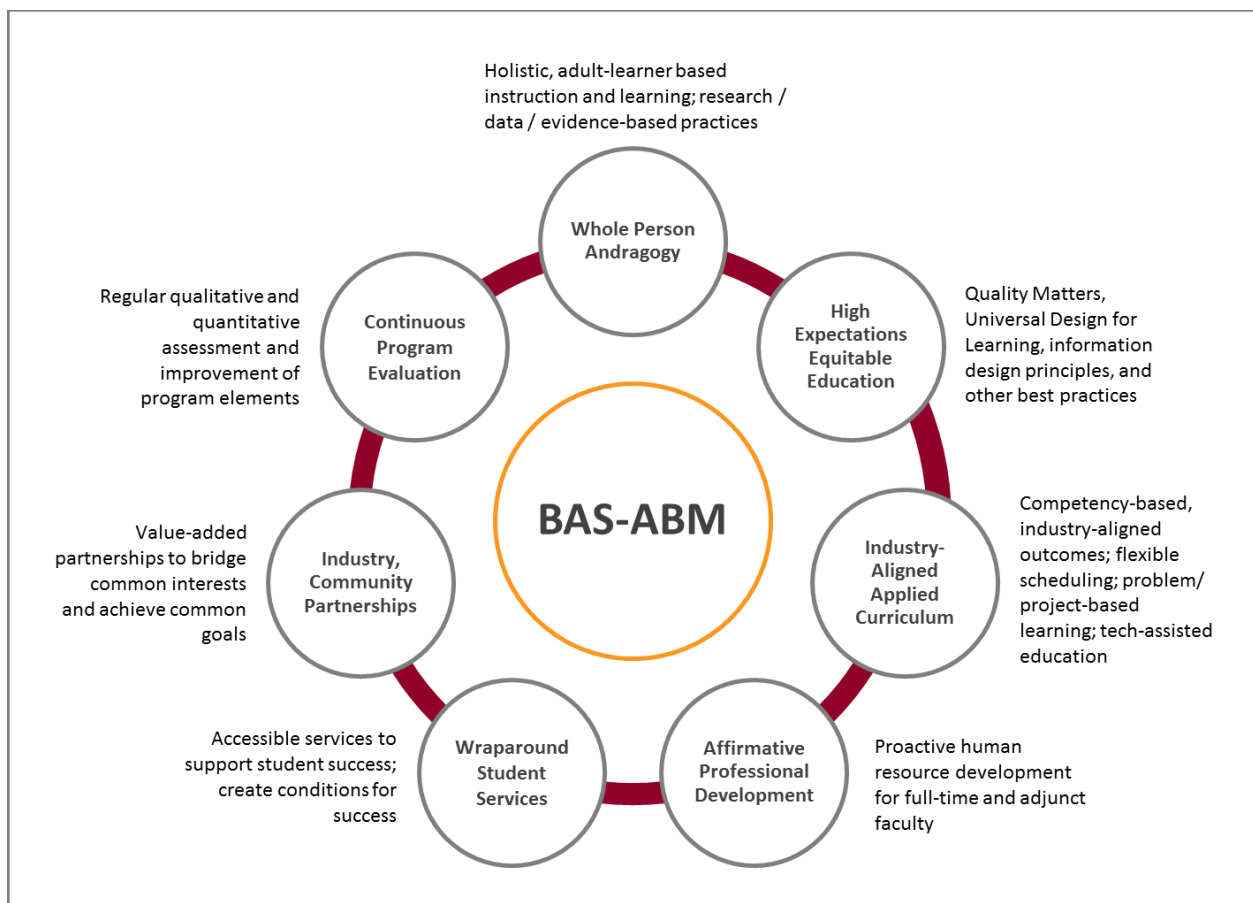 Holistic, adult-learner based
instruction and learning; research /
data / evidence-based practices
Whole Person
Andragogy
High
Expectations
Equitable
Education
Quality Matters,
Universal Design for
Learning, information
design principles, and
other best practices
Industry-
Aligned
Applied
Curriculum
Competency-based,
industry-aligned
outcomes; flexible
scheduling; problem/
project-based
learning; tech-assisted
education
Affirmative
Professional
Development
Proactive human
resource development
for full-time and adjunct
faculty
Wraparound
Student
Services
Accessible services to
support student success;
create conditions for
success
Industry,
Community
Partnerships
Value-added
partnerships to bridge
common interests
and achieve common
goals
Continuous
Program
Evaluation
Regular qualitative and
quantitative
assessment and
improvement of
program elements
BAS-ABM